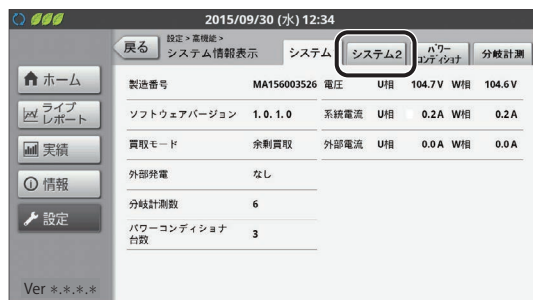 2015/09/30 (水) 12:34
戻る
設定 > 高機能 >
システム情報表示
システム
システム2
パワーコンディショナ
分岐計測
ホーム
ライブレポート
実績
情報
設定
Ver *.*.*.*
製造番号 MA156003526
ソフトウェアバージョン 1.0.1.0
買取モード 余剰買取
外部発電 なし
分岐計測数 6
パワーコンディショナ
台数 3
電圧 U相 104.7 V W相 104.6 V
系統電流 U相 0.2 A W相 0.2 A
外部電流 U相 0.0 A W相 0.0 A